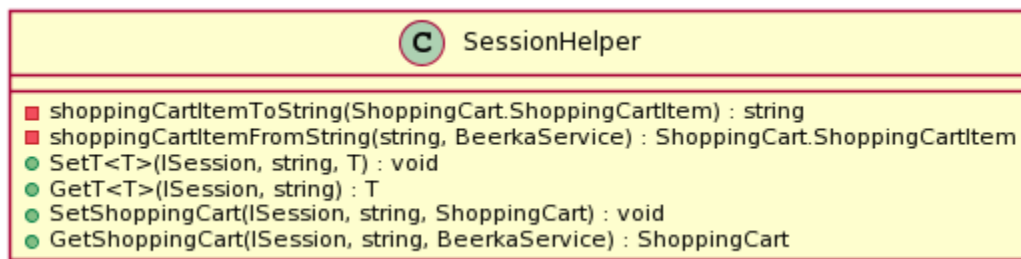 C SessionHelper
shoppingCartItemToString(ShoppingCart.ShoppingCartItem) : string
shoppingCartItemFromString(string, BeerkaService) : ShoppingCart.ShoppingCartItem
SetT<T>(ISession, string, T) : void
GetT<T>(ISession, string) : T
SetShoppingCart(ISession, string, ShoppingCart) : void
GetShoppingCart(ISession, string, BeerkaService) : ShoppingCart